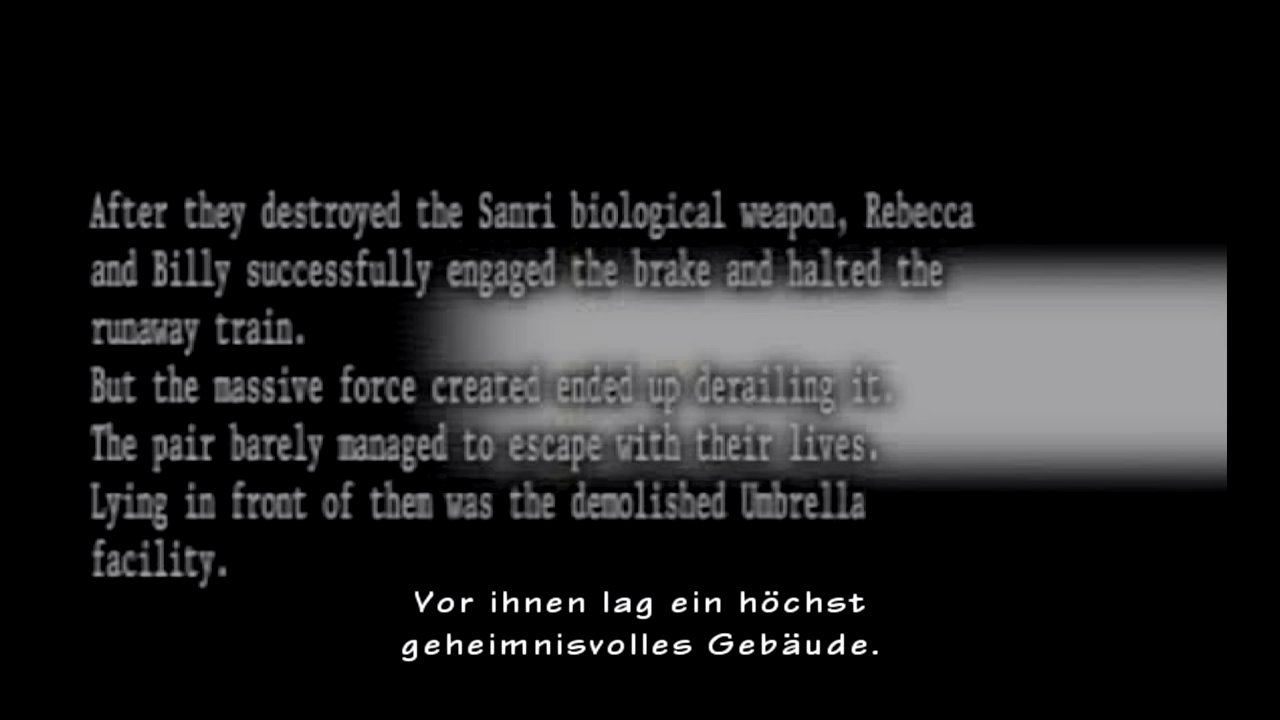 After they destroyed the Sanri biological weapon, Rebecca
and Billy successfully engaged the brake and halted the
runaway train.
But the massive force created ended up derailing it.
The pair barely managed to escape with their lives.
Lying in front of them was the demolished Umbrella
facility.
Vor ihnen lag ein höchst
geheimnisvolles Gebäude.